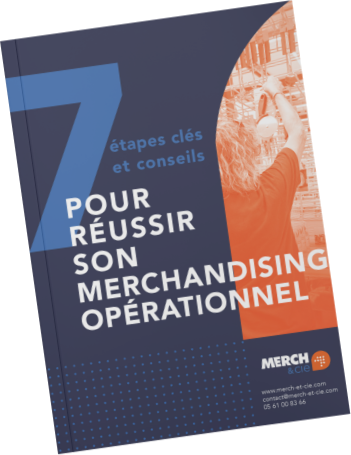 7
étapes clés
et conseils
POUR
RÉUSSIR
SON
MERCHANDISING
OPÉRATIONNEL
MERCH
&cie
www.merch-et-cie.com
contact@merch-et-cie.com
05 61 00 83 66